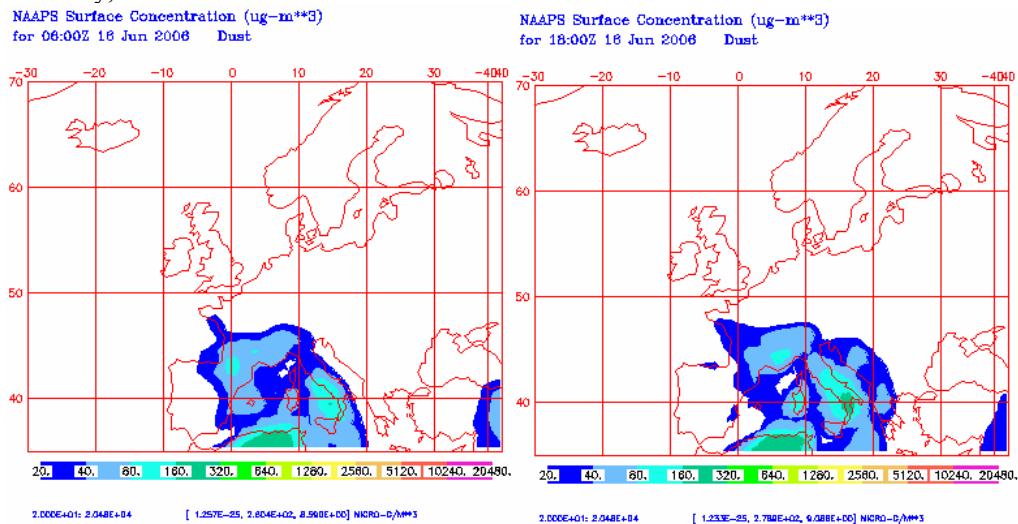 NAAPS Surface Concentration (ug-m**3)
for 06:00Z 16 Jun 2006 Dust
-30 -20 -10 0 10 20 30 -4040
70
60
50
40
20. 40. 80. 160. 320. 640. 1280. 2560. 5120. 10240. 20480.
2.000E+01: 2.048E+04 [ 1.257E-25, 2.604E+02, 8.590E+00] MICRO-G/M**3
NAAPS Surface Concentration (ug-m**3)
for 18:00Z 16 Jun 2006 Dust
-30 -20 -10 0 10 20 30 40
70
60
50
40
20. 40. 80. 160. 320. 640. 1280. 2560. 5120. 10240. 20480.
2.000E+01: 2.048E+04 [ 1.233E-25, 2.789E+02, 9.088E+00] MICRO-G/M**3